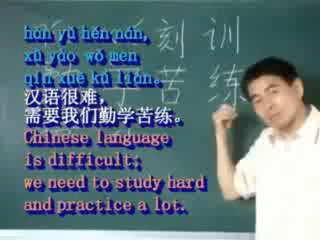 刻 训
苦 练
hàn yǔ hěn nán,
xū yào wǒ men
qín xué kǔ liàn。
汉语很难，
需要我们勤学苦练。
Chinese language
is difficult;
we need to study hard
and practice a lot.